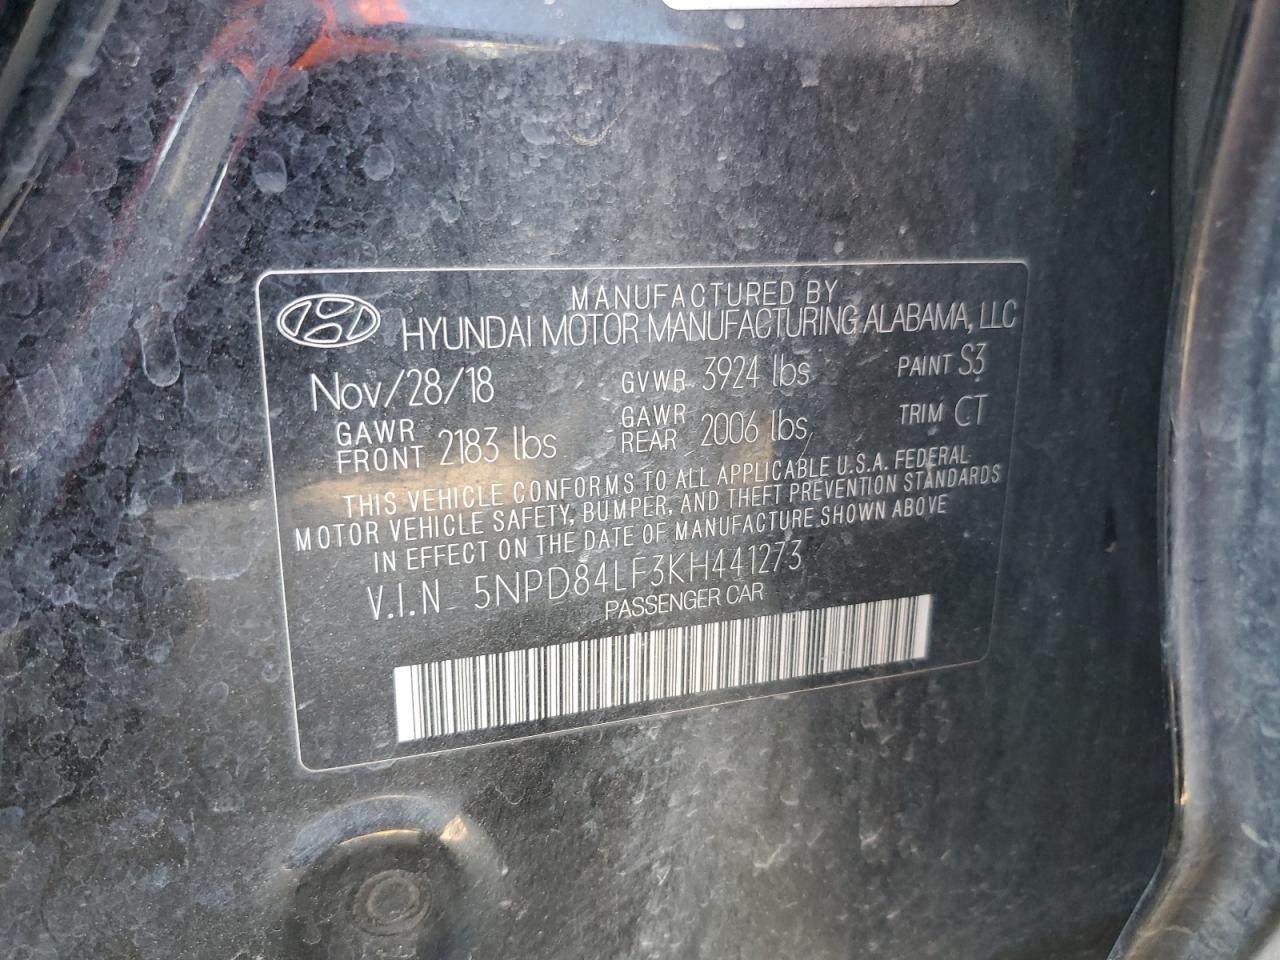 MANUFACTURED BY
HYUNDAI MOTOR MANUFACTURING ALABAMA, LLC
Nov/28/18 GVWR 3924 lbs PAINT S3
GAWR FRONT 2183 lbs GAWR REAR 2006 lbs TRIM CT
THIS VEHICLE CONFORMS TO ALL APPLICABLE U.S.A. FEDERAL
MOTOR VEHICLE SAFETY, BUMPER, AND THEFT PREVENTION STANDARDS
IN EFFECT ON THE DATE OF MANUFACTURE SHOWN ABOVE
V.I.N 5NPD84LF3KH441273
PASSENGER CAR